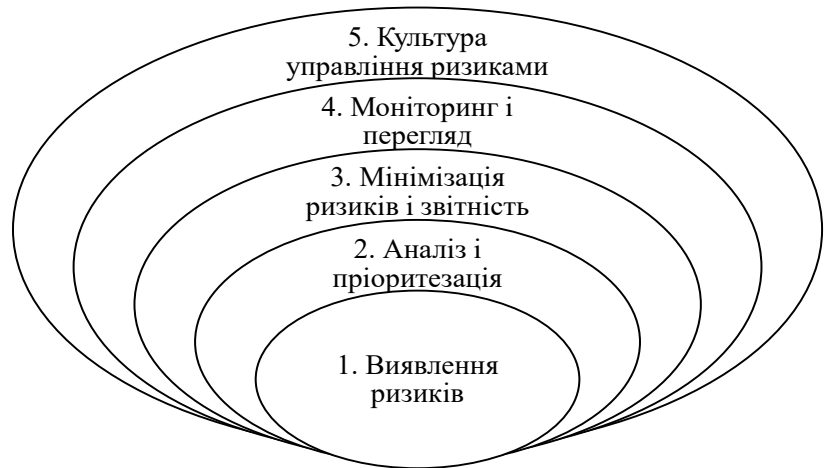 5. Культура
управління ризиками
4. Моніторинг і
перегляд
3. Мінімізація
ризиків і звітність
2. Аналіз і
пріоритезація
1. Виявлення
ризиків